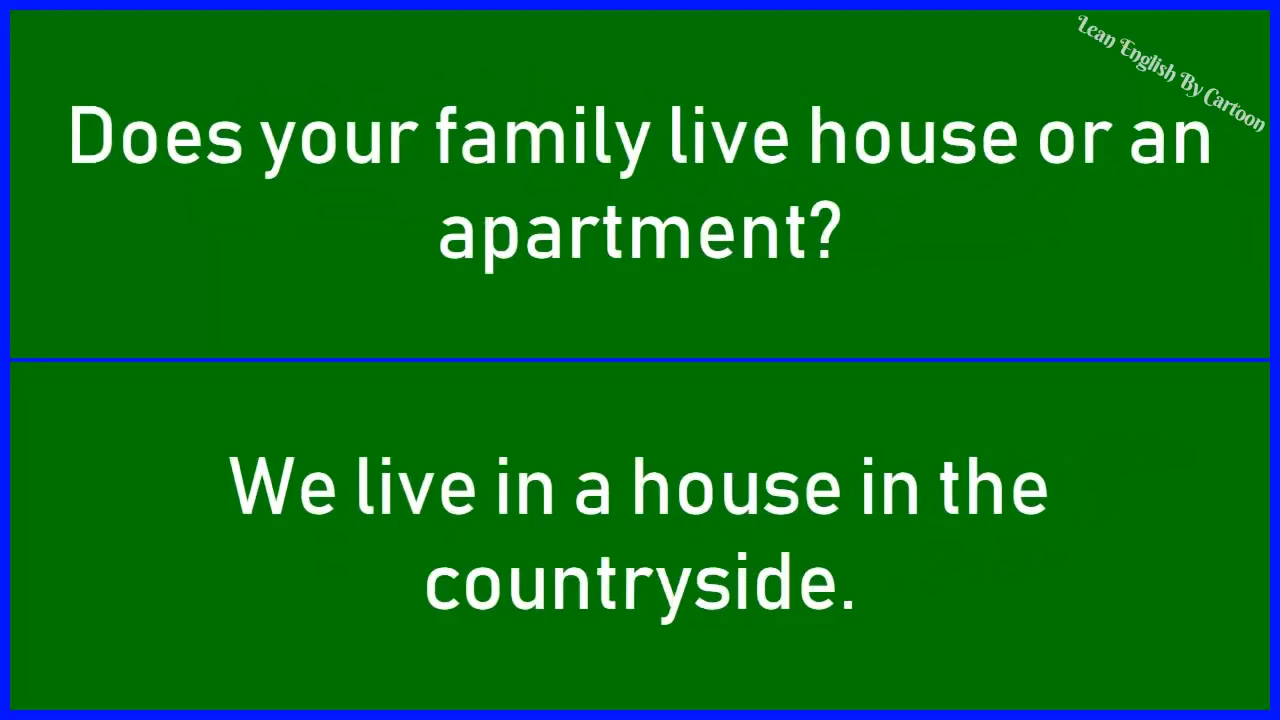 Lean English By Cartoon
Does your family live house or an
apartment?
We live in a house in the
countryside.